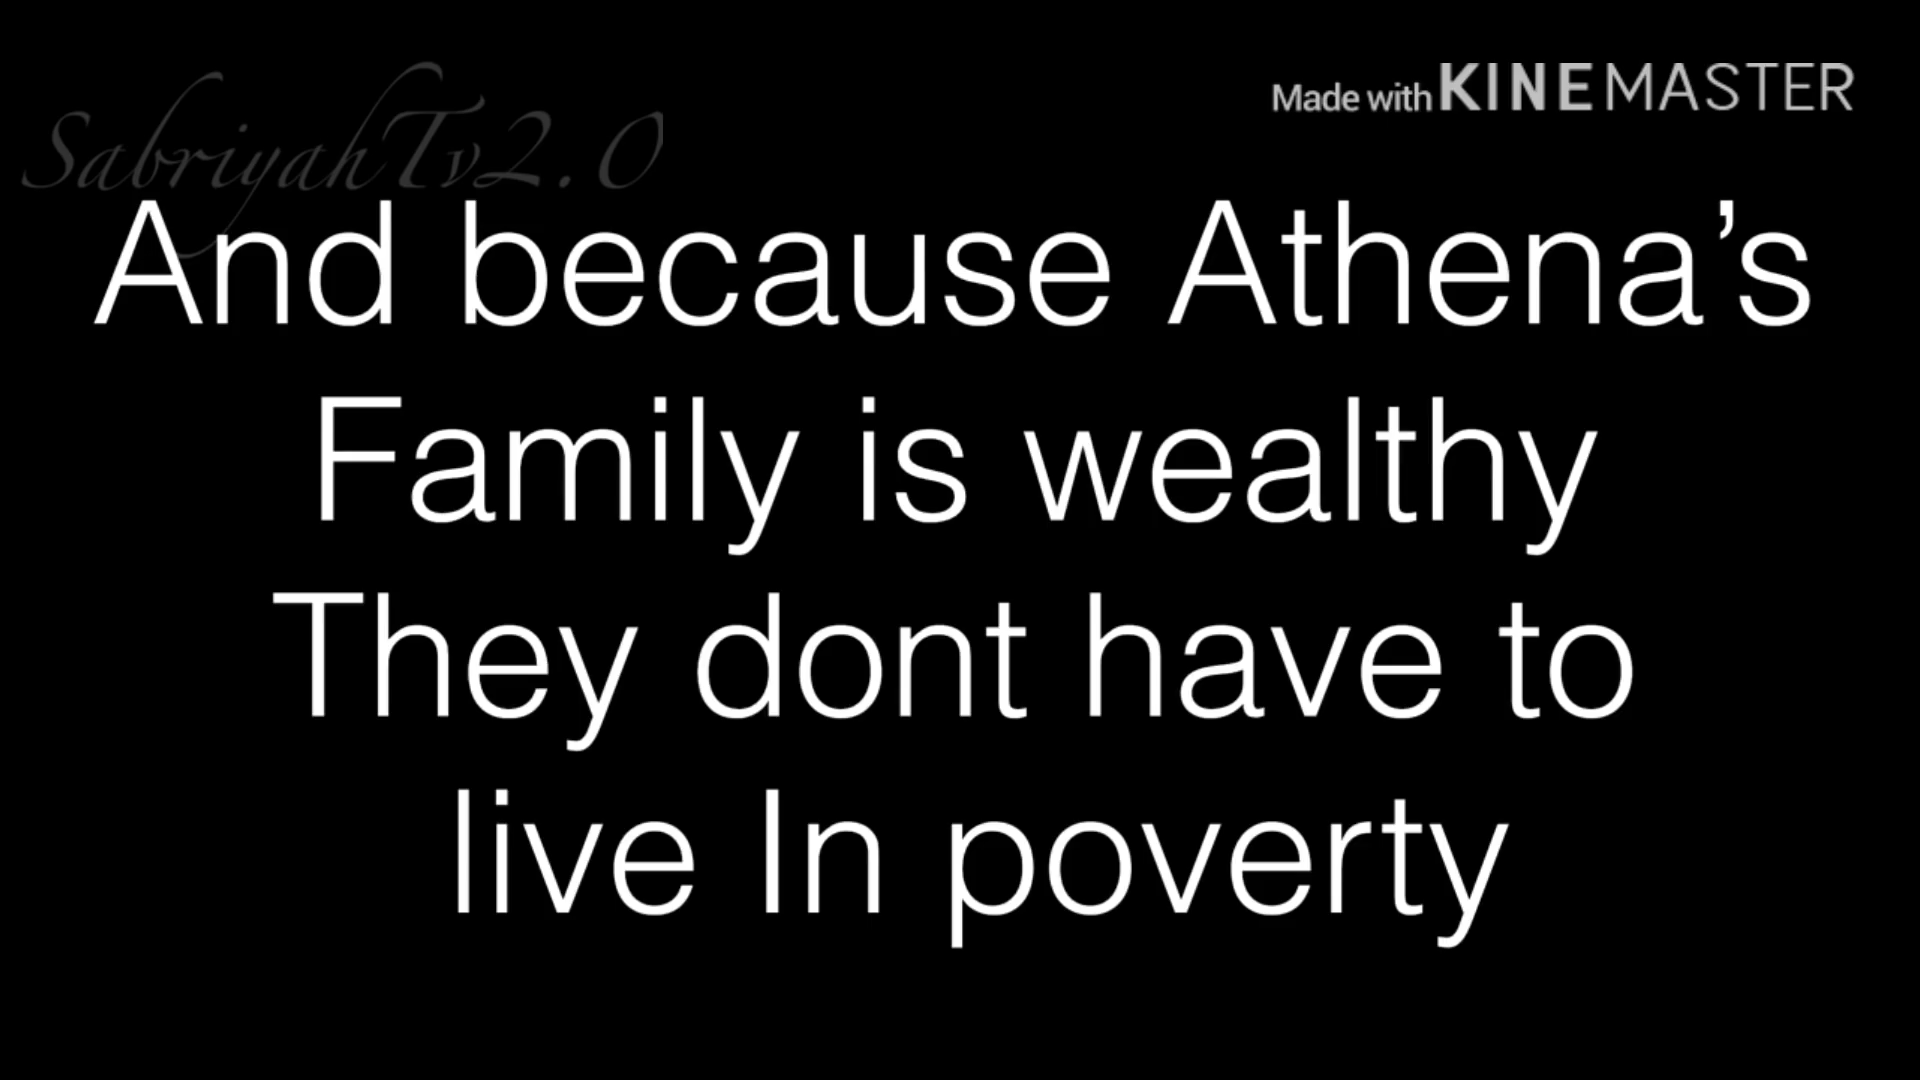 SabriyahTv2.0
Made with KINEMASTER
And because Athena’s
Family is wealthy
They dont have to
live In poverty